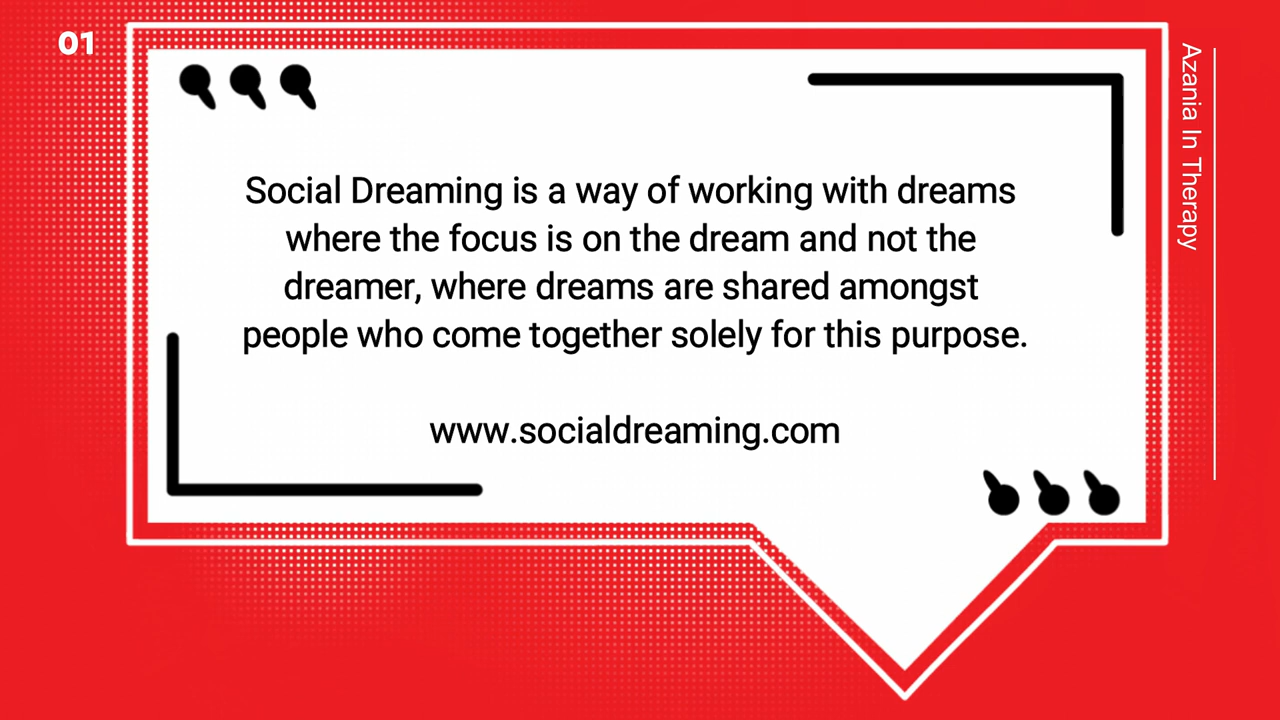 01
Social Dreaming is a way of working with dreams
where the focus is on the dream and not the
dreamer, where dreams are shared amongst
people who come together solely for this purpose.
www.socialdreaming.com
Azania In Therapy